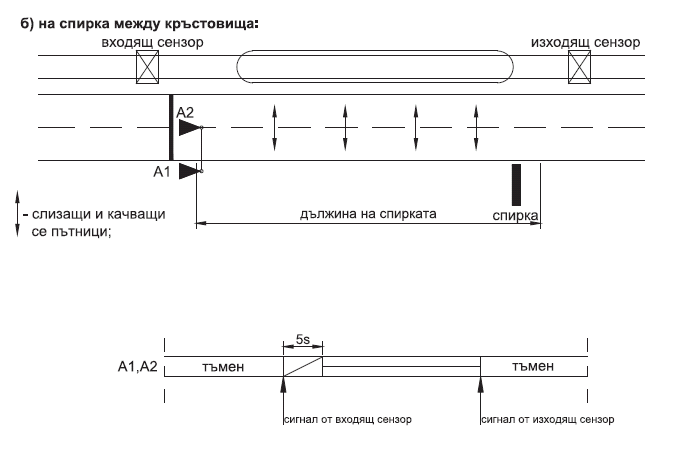 б) на спирка между кръстовища:
входящ сензор
изходящ сензор
A2
A1
- слизащи и качващи
се пътници;
дължина на спирката
спирка
5s
A1,A2
тъмен
тъмен
сигнал от входящ сензор
сигнал от изходящ сензор